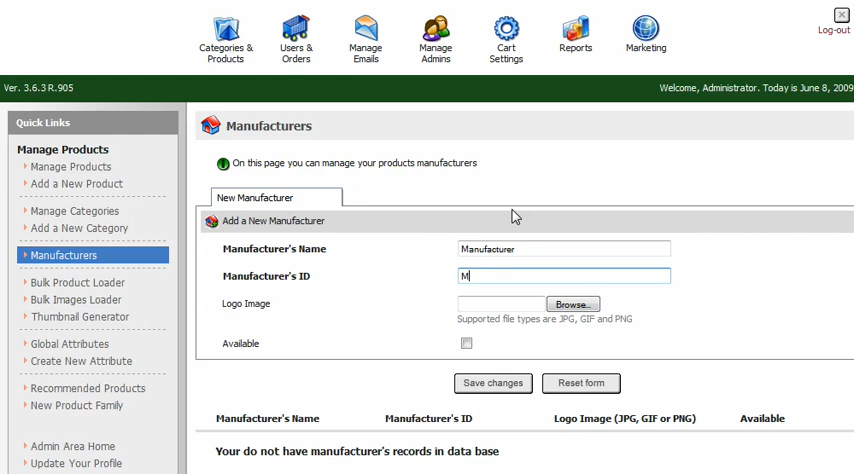 Categories & Products
Users & Orders
Manage Emails
Manage Admins
Cart Settings
Reports
Marketing
Log-out
Ver. 3.6.3 R.905
Welcome, Administrator. Today is June 8, 2009
Quick Links
Manage Products
Manage Products
Add a New Product
Manage Categories
Add a New Category
Manufacturers
Bulk Product Loader
Bulk Images Loader
Thumbnail Generator
Global Attributes
Create New Attribute
Recommended Products
New Product Family
Admin Area Home
Update Your Profile
Manufacturers
On this page you can manage your products manufacturers
New Manufacturer
Add a New Manufacturer
Manufacturer's Name Manufacturer
Manufacturer's ID M
Logo Image Browse...
Supported file types are JPG, GIF and PNG
Available
Save changes Reset form
Manufacturer's Name Manufacturer's ID Logo Image (JPG, GIF or PNG) Available
Your do not have manufacturer's records in data base